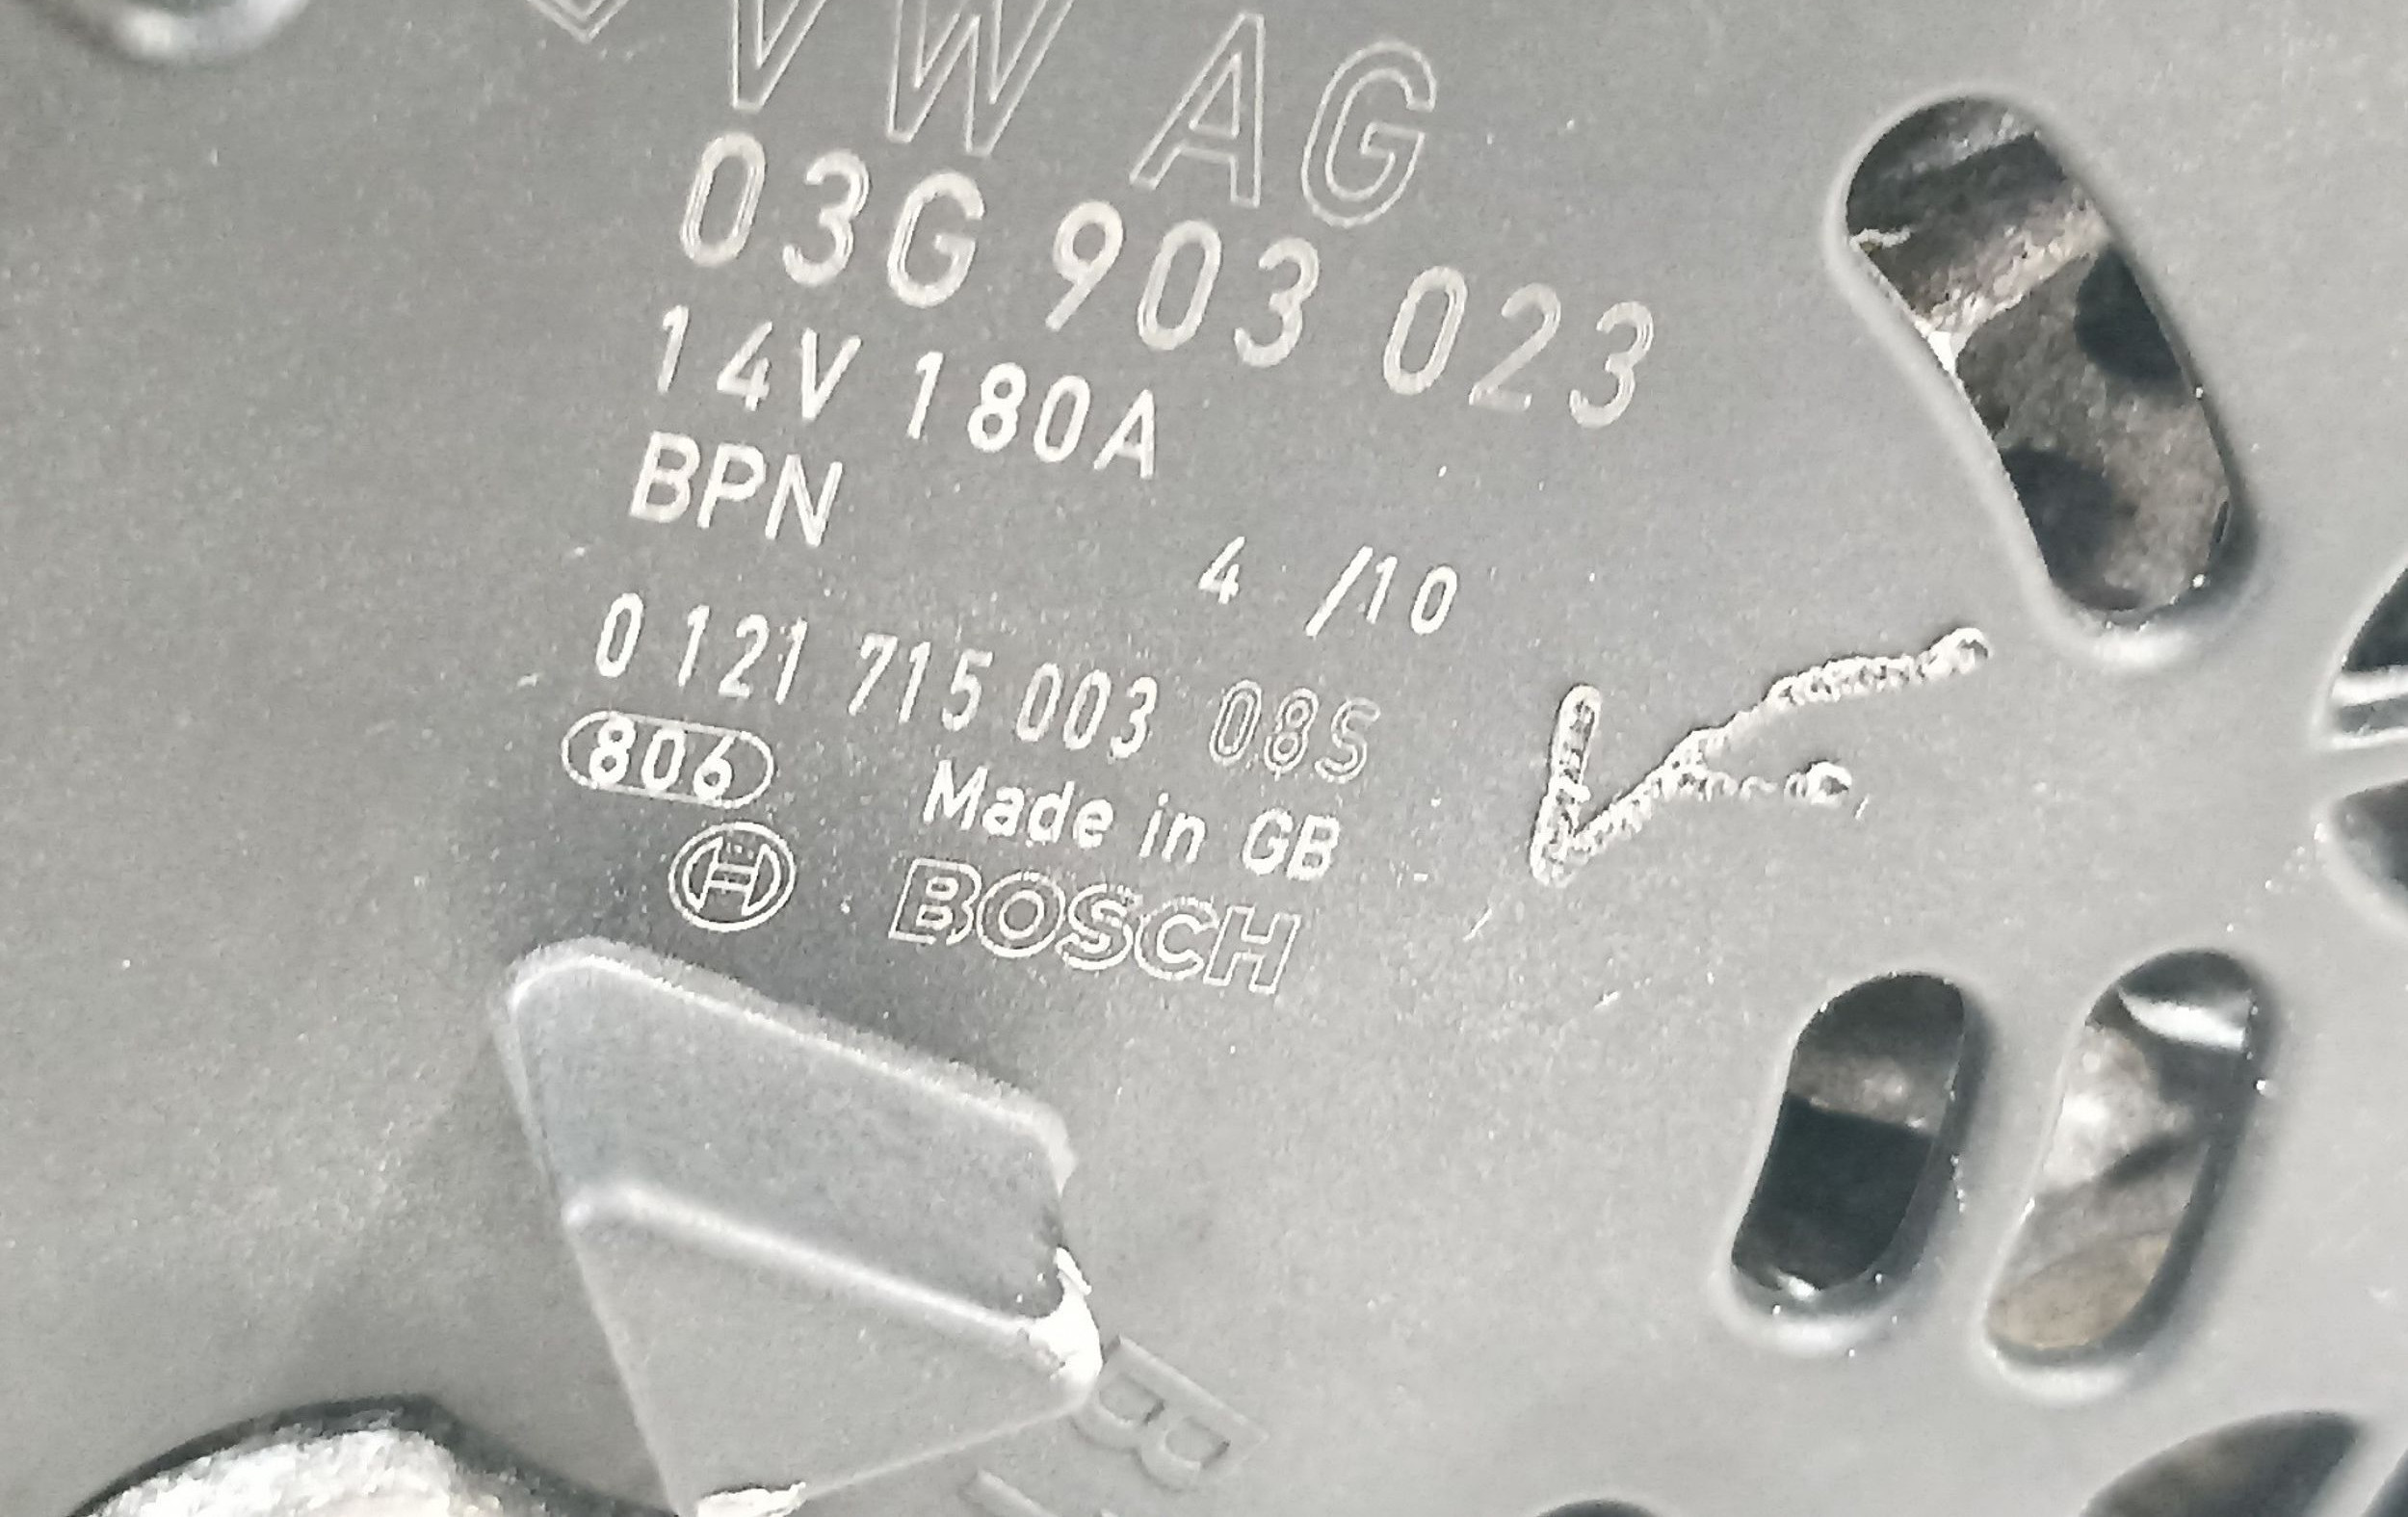 VW AG
03G 903 023
14V 180A
BPN
4 /10
0 121 715 003 08S
806
Made in GB
BOSCH
B